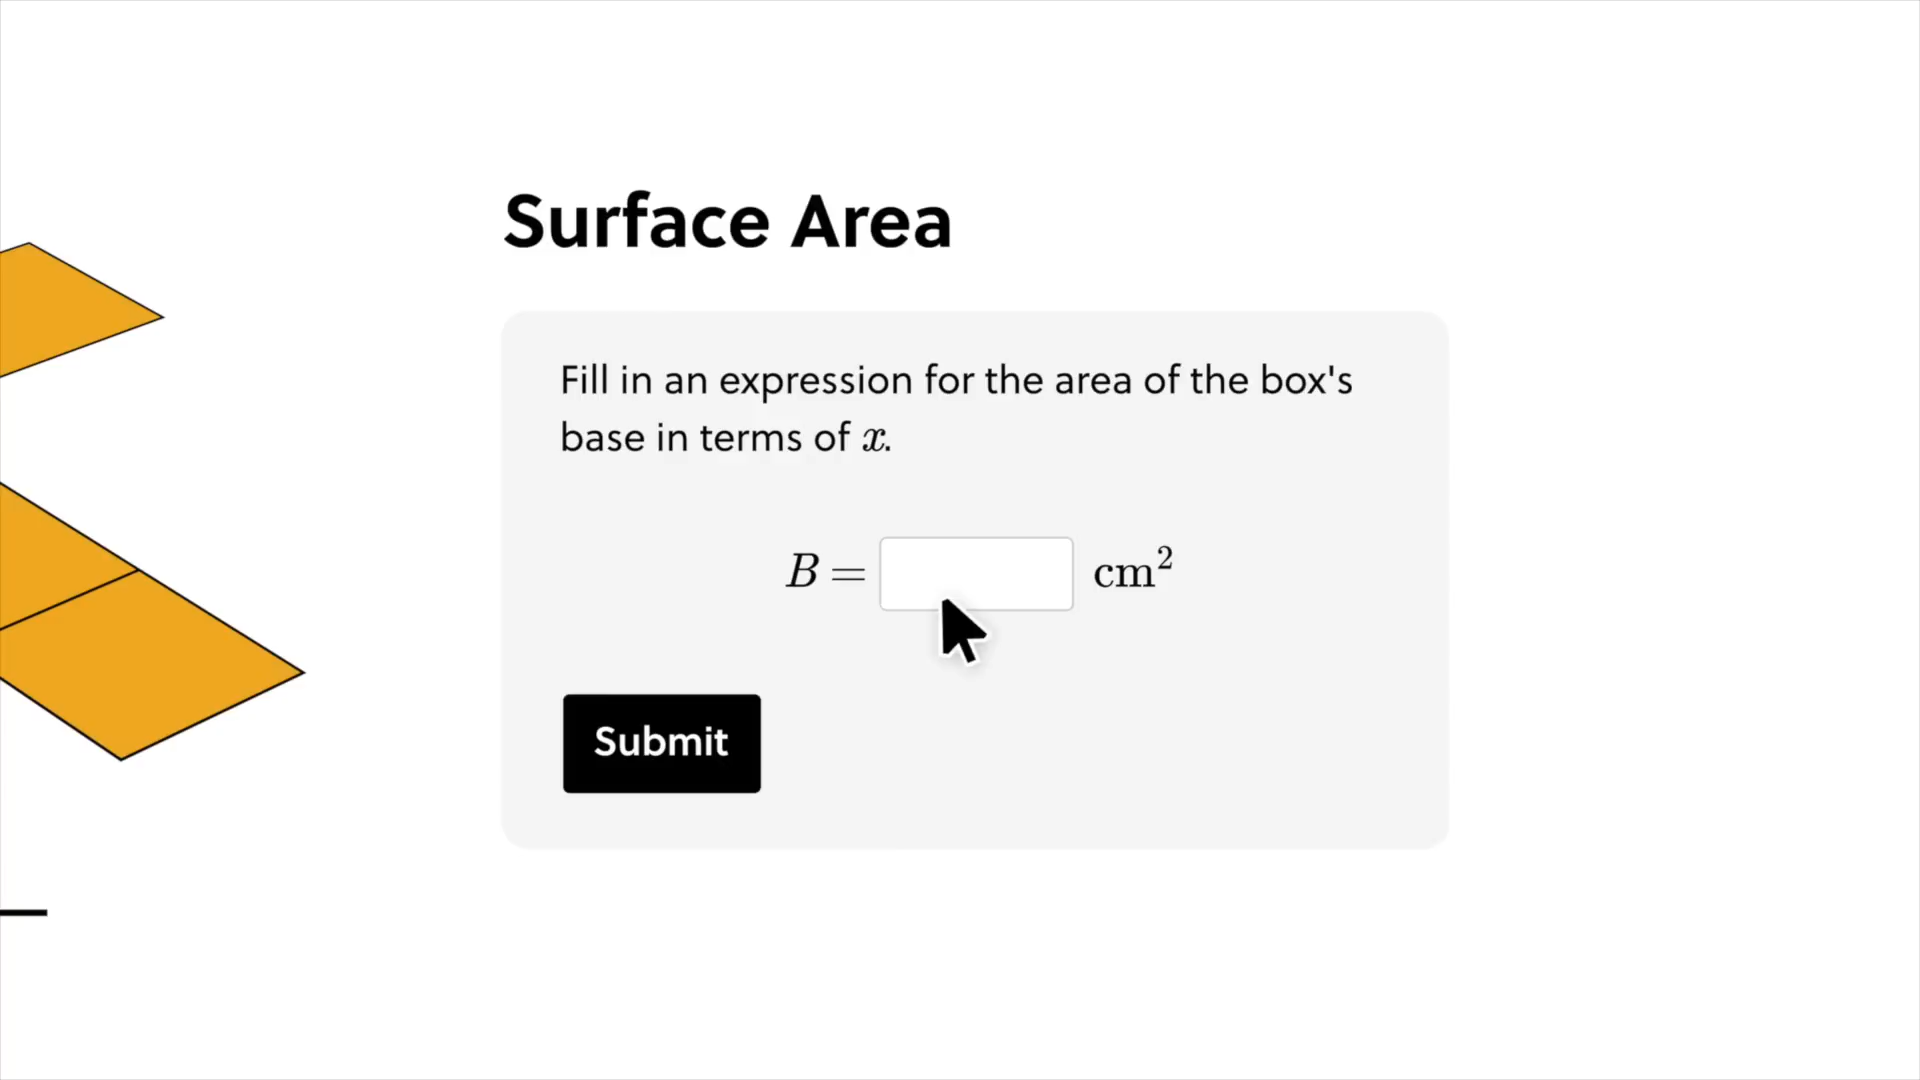 Surface Area
Fill in an expression for the area of the box's
base in terms of x.
B = cm²
Submit